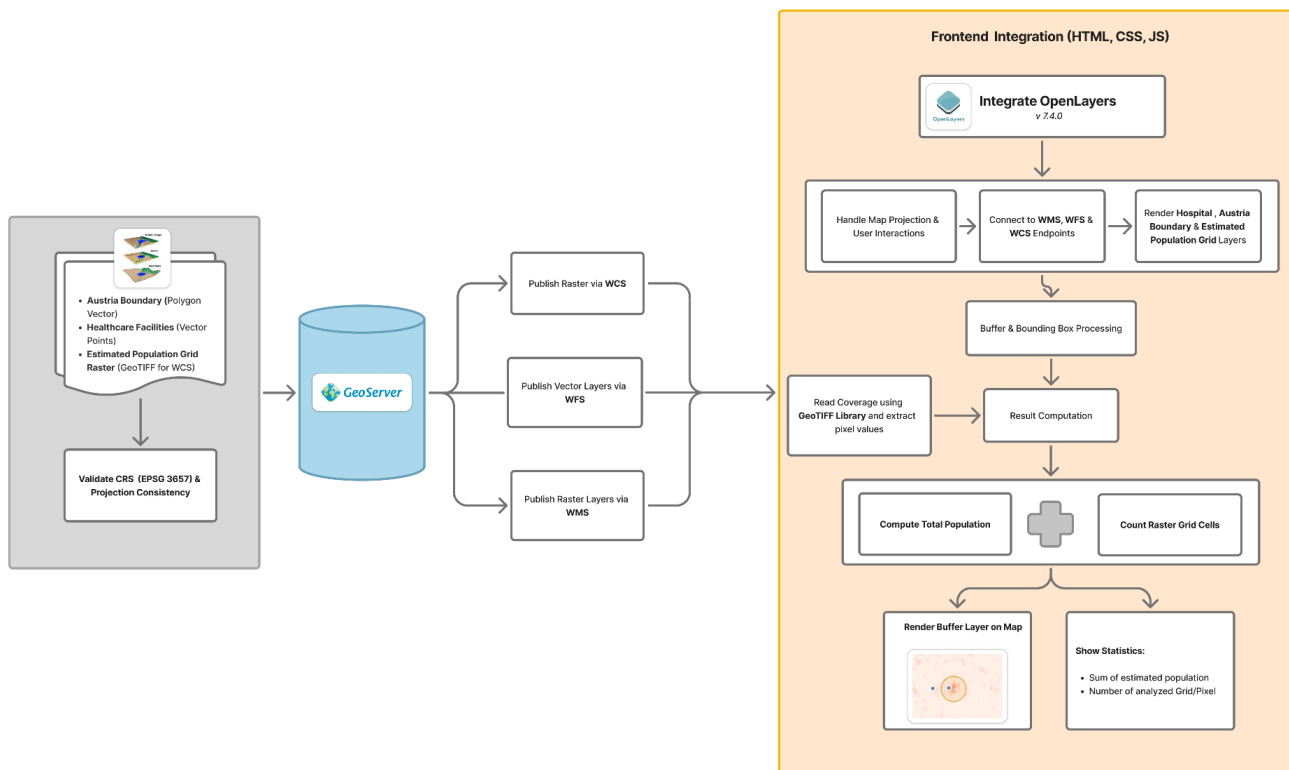 Frontend Integration (HTML, CSS, JS)
OpenLayers
Integrate OpenLayers
v 7.4.0
Handle Map Projection &
User Interactions
Connect to WMS, WFS &
WCS Endpoints
Render Hospital , Austria
Boundary & Estimated
Population Grid Layers
• Austria Boundary (Polygon
Vector)
• Healthcare Facilities (Vector
Points)
• Estimated Population Grid
Raster (GeoTIFF for WCS)
Validate CRS (EPSG 3657) &
Projection Consistency
GeoServer
Publish Raster via WCS
Publish Vector Layers via
WFS
Publish Raster Layers via
WMS
Buffer & Bounding Box Processing
Read Coverage using
GeoTIFF Library and extract
pixel values
Result Computation
Compute Total Population
Count Raster Grid Cells
Render Buffer Layer on Map
Show Statistics:
• Sum of estimated population
• Number of analyzed Grid/Pixel